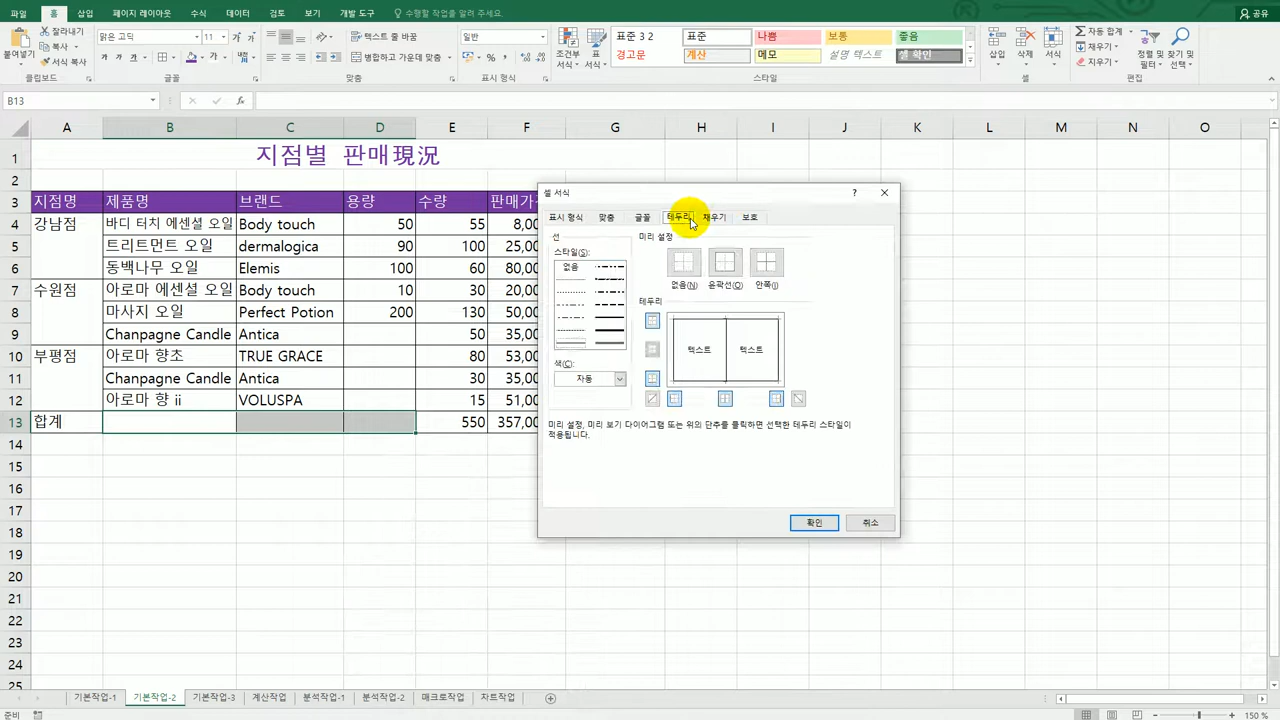 파일 홈 삽입 페이지 레이아웃 수식 데이터 검토 보기 개발 도구 수행할 작업을 알려 주세요. 공유
잘라내기 맑은 고딕 11 텍스트 줄 바꿈 일반 표준 3 2 표준 나쁨 보통 좋음 자동 합계
붙여넣기 복사 가 가 가 조건부 서식 표 서식 삽입 삭제 서식 채우기 정렬 및 필터 찾기 및 선택
서식 복사 병합하고 가운데 맞춤 경고문 계산 메모 설명 텍스트 셀 확인 지우기
클립보드 글꼴 맞춤 표시 형식 스타일 셀 편집
B13
A B C D E F G H I J K L M N O
1 지점별 판매現況
2
3 지점명 제품명 브랜드 용량 수량 판매가
4 강남점 바디 터치 에센셜 오일 Body touch 50 55 8,00
5 트리트먼트 오일 dermalogica 90 100 25,00
6 동백나무 오일 Elemis 100 60 80,00
7 수원점 아로마 에센셜 오일 Body touch 10 30 20,00
8 마사지 오일 Perfect Potion 200 130 50,00
9 Chanpagne Candle Antica 50 35,00
10 부평점 아로마 향초 TRUE GRACE 80 53,00
11 Chanpagne Candle Antica 30 35,00
12 아로마 향 ii VOLUSPA 15 51,00
13 합계 550 357,00
14
15
16
17
18
19
20
21
22
23
24
25
셀 서식 ?
표시 형식 맞춤 글꼴 테두리 채우기 보호
선 미리 설정
스타일(S):
없음
없음(N) 윤곽선(O) 안쪽(I)
테두리
텍스트 텍스트
색(C):
자동
미리 설정, 미리 보기 다이어그램 또는 위의 단추를 클릭하면 선택한 테두리 스타일이
적용됩니다.
확인 취소
기본작업-1 기본작업-2 기본작업-3 계산작업 분석작업-1 분석작업-2 매크로작업 차트작업
준비 150 %